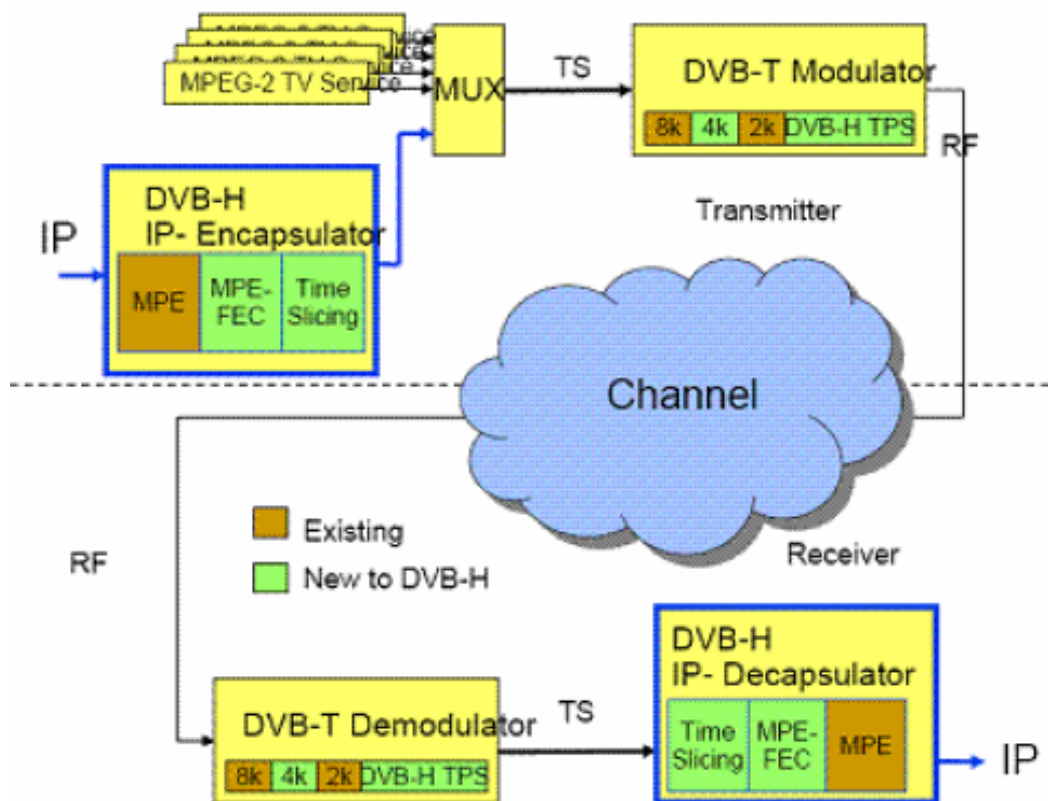 MPEG-2 TV Service
MUX
TS
DVB-T Modulator
8k 4k 2k DVB-H TPS
RF
IP
DVB-H
IP- Encapsulator
MPE
MPE-
FEC
Time
Slicing
Transmitter
Channel
Existing
New to DVB-H
RF
Receiver
DVB-T Demodulator
8k 4k 2k DVB-H TPS
TS
DVB-H
IP- Decapsulator
Time
Slicing
MPE-
FEC
MPE
IP